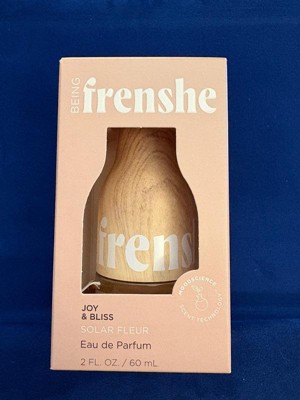 BEING
frenshe
frenshe
JOY
& BLISS
SOLAR FLEUR
Eau de Parfum
2 FL. OZ. / 60 mL